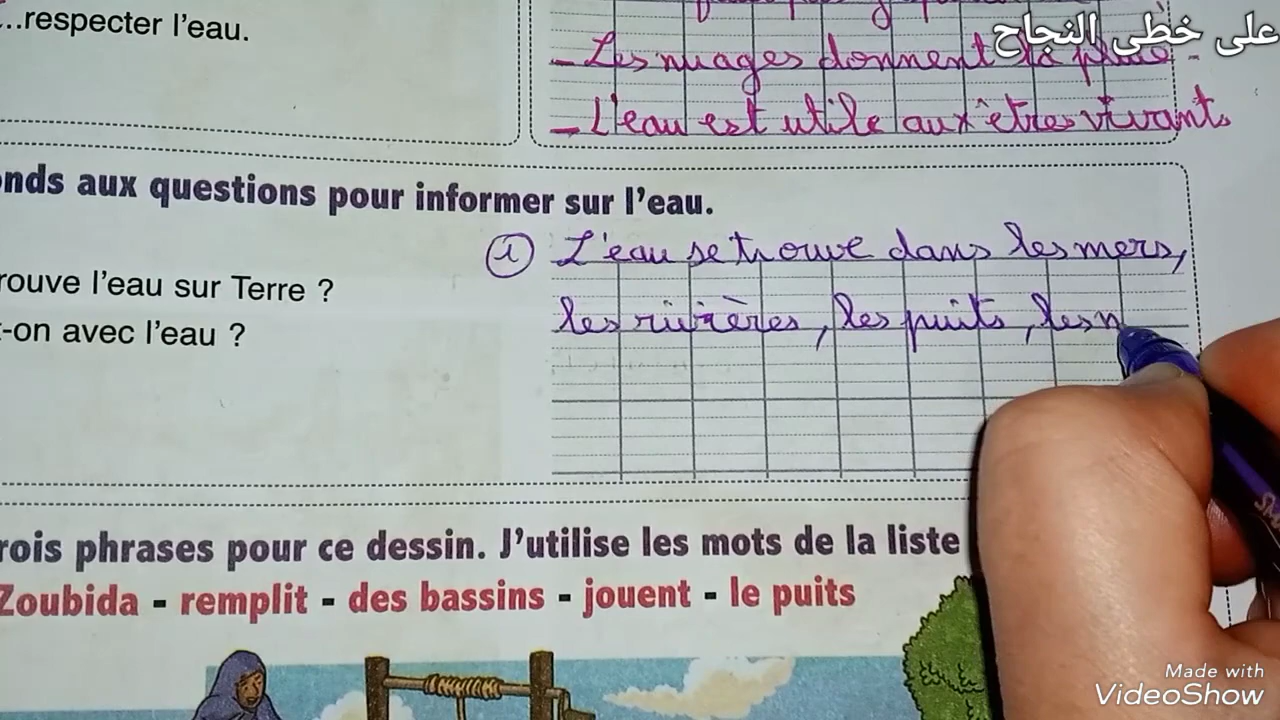 ...respecter l'eau.
على خطى النجاح
- Les nuages donnent la pluie.
- L'eau est utile aux êtres vivants
onds aux questions pour informer sur l'eau.
rouve l'eau sur Terre ?
-on avec l'eau ?
1 L'eau se trouve dans les mers,
les rivières, les puits, les n
rois phrases pour ce dessin. J'utilise les mots de la liste
Zoubida - remplit - des bassins - jouent - le puits
Made with
VideoShow